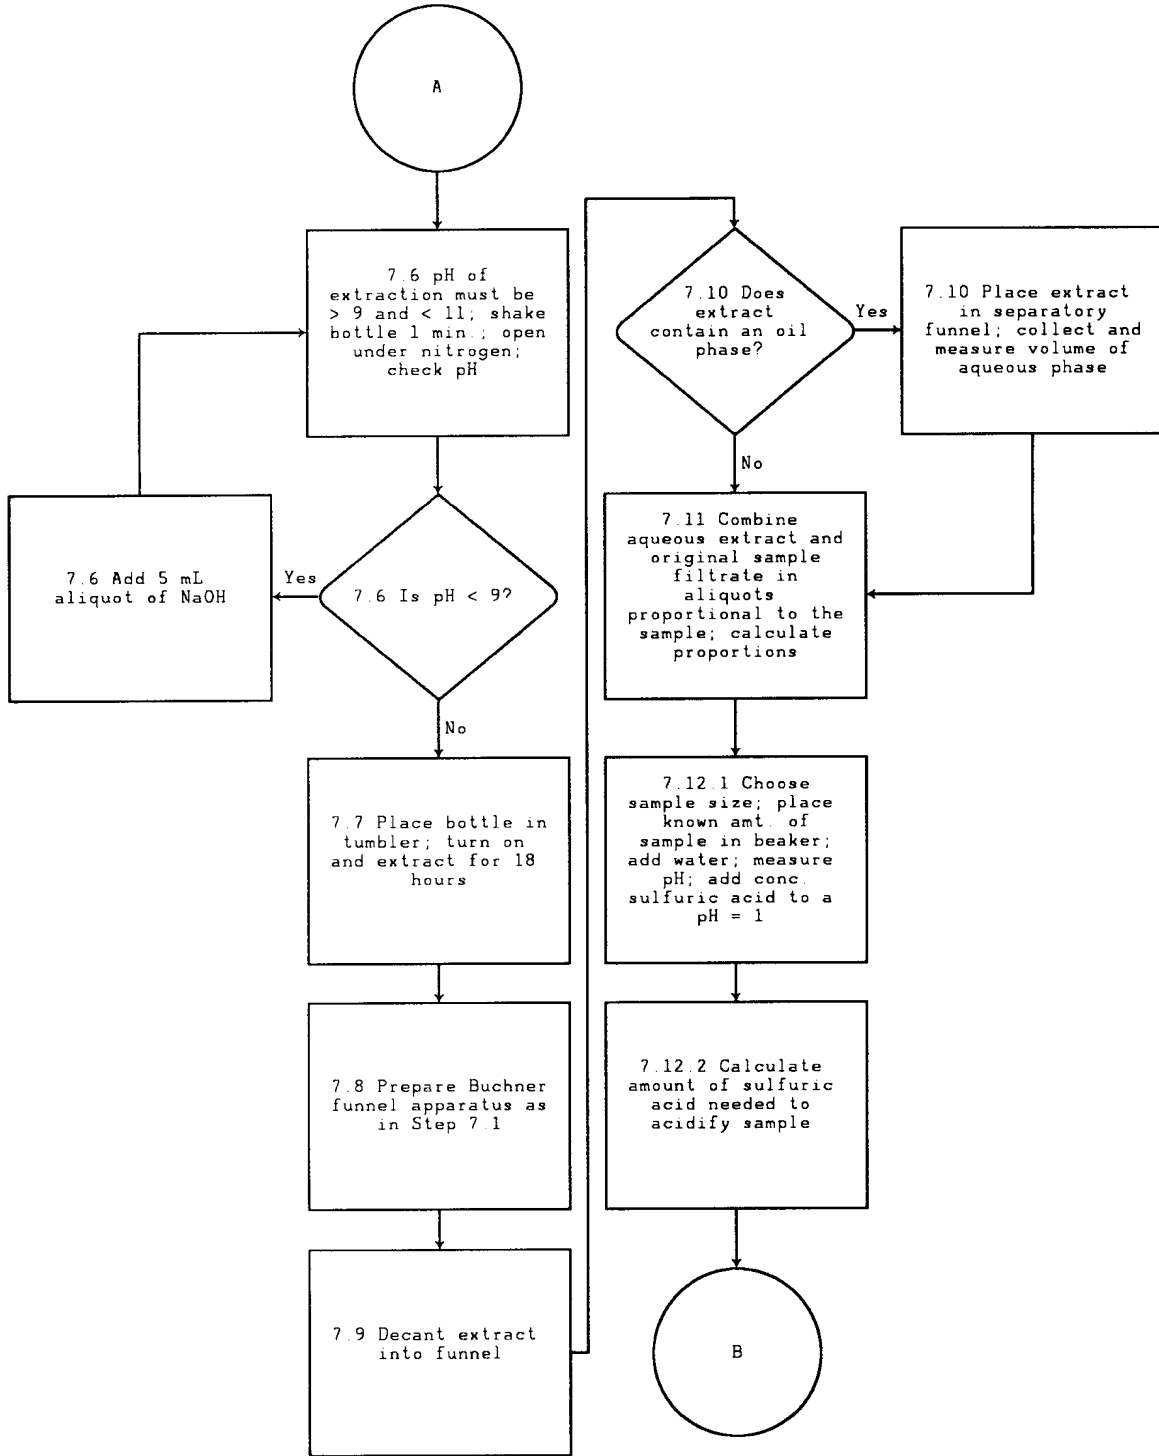 A
7.6 pH of
extraction must be
> 9 and < 11; shake
bottle 1 min.; open
under nitrogen;
check pH
7.6 Is pH < 9?
Yes
7.6 Add 5 mL
aliquot of NaOH
No
7.7 Place bottle in
tumbler; turn on
and extract for 18
hours
7.8 Prepare Buchner
funnel apparatus as
in Step 7.1
7.9 Decant extract
into funnel
7.10 Does
extract
contain an oil
phase?
Yes
7.10 Place extract
in separatory
funnel; collect and
measure volume of
aqueous phase
No
7.11 Combine
aqueous extract and
original sample
filtrate in
aliquots
proportional to the
sample; calculate
proportions
7.12.1 Choose
sample size; place
known amt. of
sample in beaker;
add water; measure
pH; add conc.
sulfuric acid to a
pH = 1
7.12.2 Calculate
amount of sulfuric
acid needed to
acidify sample
B